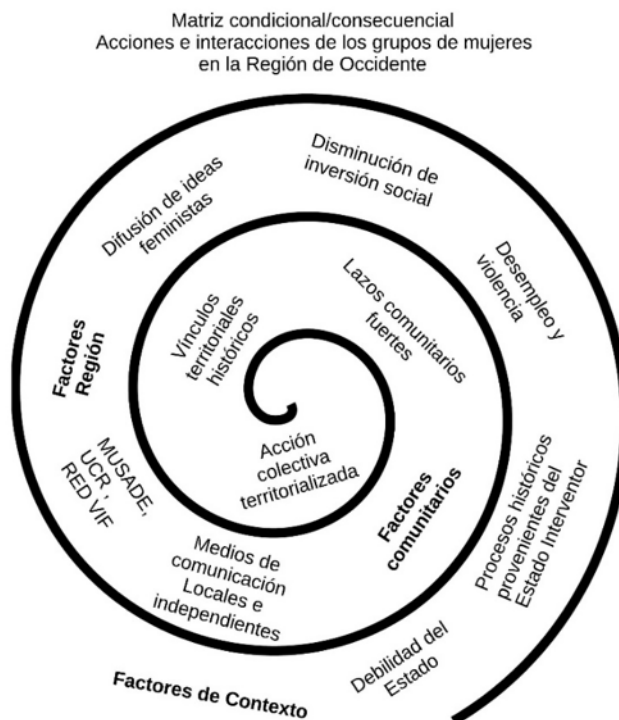 Matriz condicional/consecuencial
Acciones e interacciones de los grupos de mujeres
en la Región de Occidente
Disminución de
inversión social
Difusión de ideas
feministas
Desempleo y
violencia
Lazos comunitarios
fuertes
Vínculos
territoriales
históricos
Factores
Región
Acción
colectiva
territorializada
MUSADE,
UCR ,
RED VIF
Factores
comunitarios
Procesos históricos
provenientes del
Estado Interventor
Medios de
comunicación
Locales e
independientes
Debilidad del
Estado
Factores de Contexto